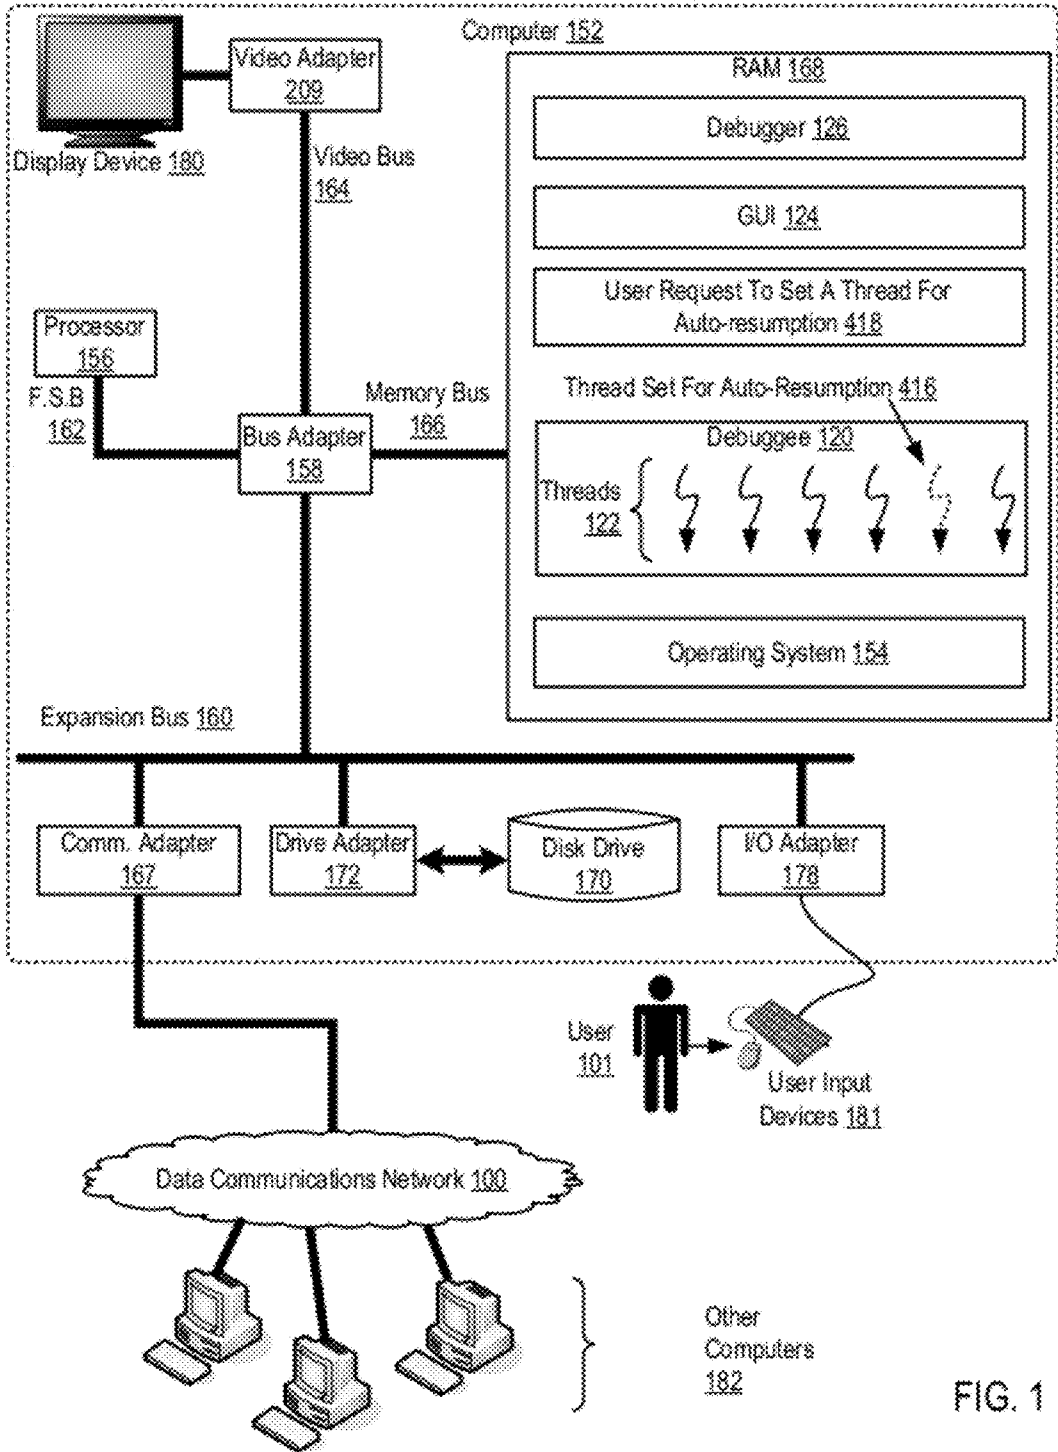 Computer 152
Video Adapter
209
Display Device 180
Video Bus
164
RAM 168
Debugger 126
GUI 124
User Request To Set A Thread For
Auto-resumption 418
Thread Set For Auto-Resumption 416
Debuggee 120
Threads
122
Operating System 154
Processor
156
F.S.B
162
Memory Bus
166
Bus Adapter
158
Expansion Bus 160
Comm. Adapter
167
Drive Adapter
172
Disk Drive
170
I/O Adapter
178
User
101
User Input
Devices 181
Data Communications Network 100
Other
Computers
182
FIG. 1